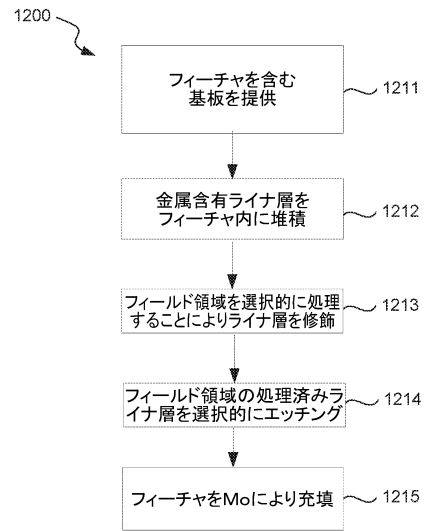 1200
フィーチャを含む
基板を提供
1211
金属含有ライナ層を
フィーチャ内に堆積
1212
フィールド領域を選択的に処理
することによりライナ層を修飾
1213
フィールド領域の処理済みラ
イナ層を選択的にエッチング
1214
フィーチャをMoにより充填
1215